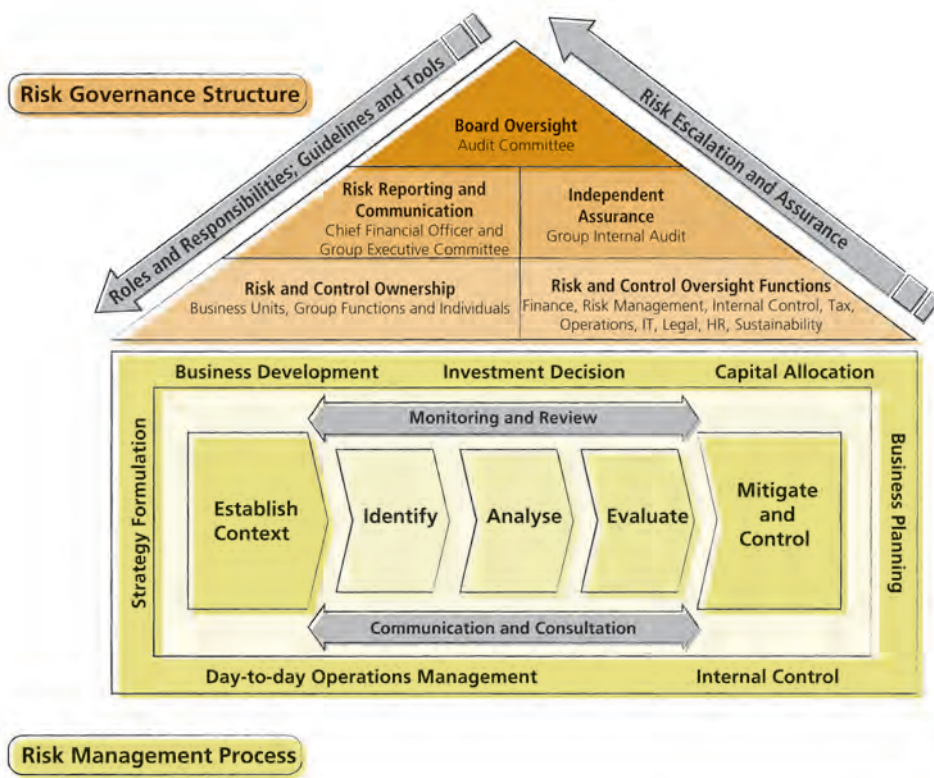 Risk Governance Structure
Roles and Responsibilities; Guidelines and Tools
Risk Escalation and Assurance
Board Oversight
Audit Committee
Risk Reporting and
Communication
Chief Financial Officer and
Group Executive Committee
Independent
Assurance
Group Internal Audit
Risk and Control Ownership
Business Units, Group Functions and Individuals
Risk and Control Oversight Functions
Finance, Risk Management, Internal Control, Tax,
Operations, IT, Legal, HR, Sustainability
Business Development
Investment Decision
Capital Allocation
Strategy Formulation
Monitoring and Review
Establish
Context
Identify
Analyse
Evaluate
Mitigate
and
Control
Communication and Consultation
Business Planning
Day-to-day Operations Management
Internal Control
Risk Management Process